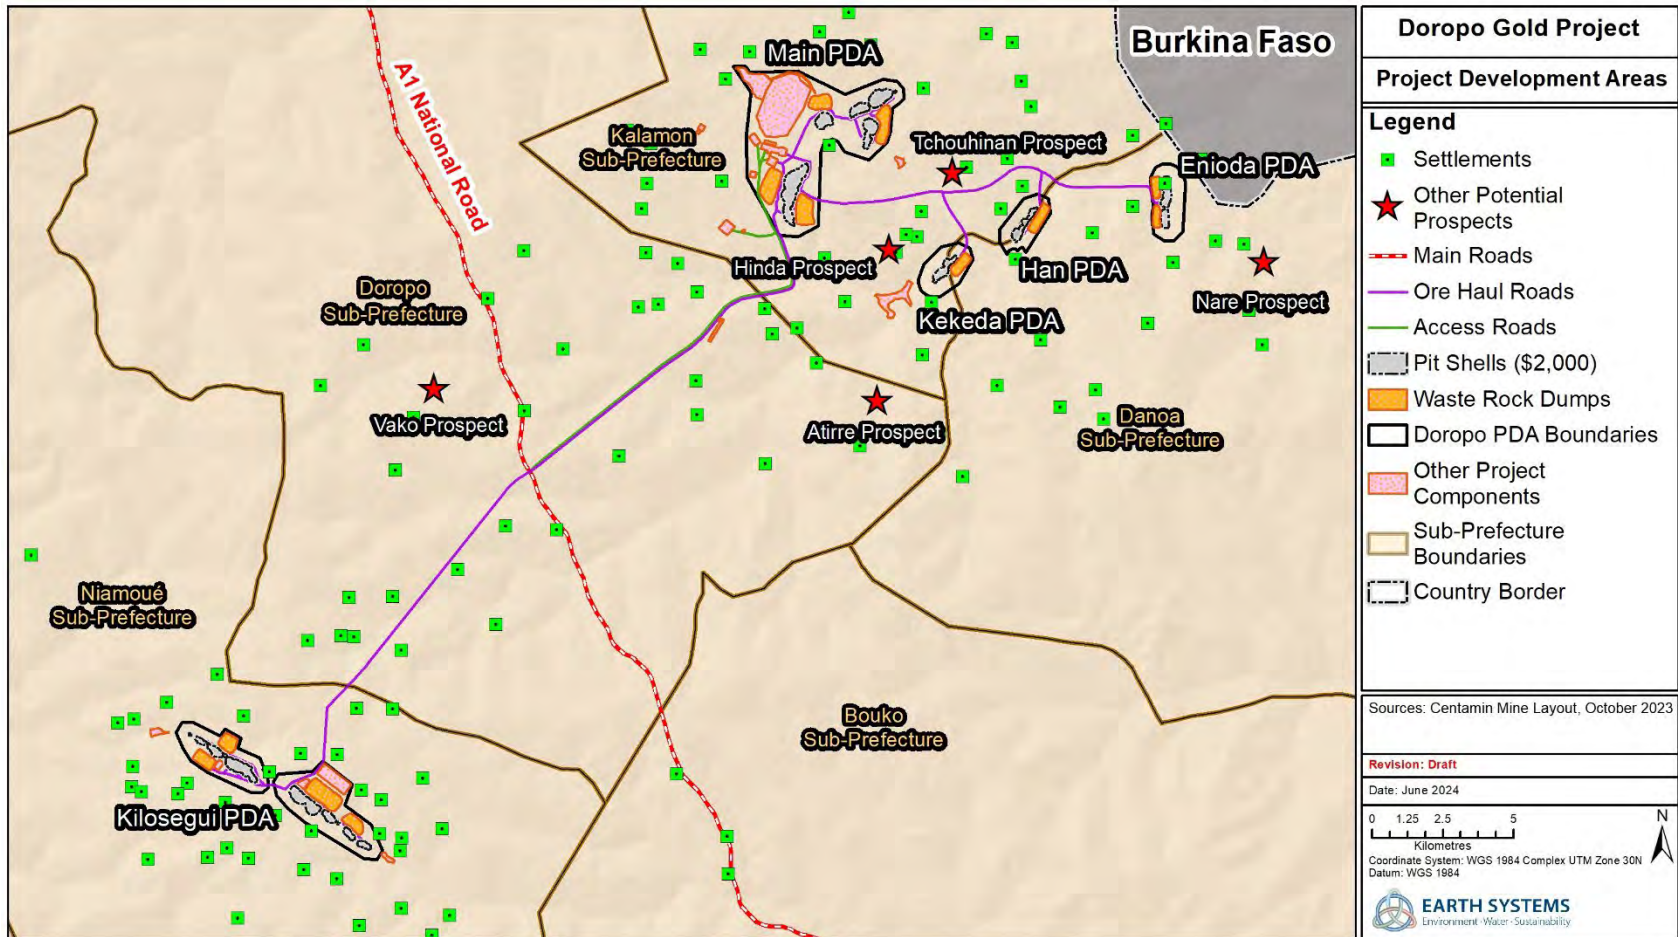 Burkina Faso
Main PDA
A1 National Road
Kalamon
Sub-Prefecture
Tchouhinan Prospect
Enioda PDA
Hinda Prospect
Han PDA
Doropo
Sub-Prefecture
Nare Prospect
Kekeda PDA
Vako Prospect
Atirre Prospect
Danoa
Sub-Prefecture
Niamoué
Sub-Prefecture
Bouko
Sub-Prefecture
Kilosegui PDA
Doropo Gold Project
Project Development Areas
Legend
Settlements
Other Potential
Prospects
Main Roads
Ore Haul Roads
Access Roads
Pit Shells ($2,000)
Waste Rock Dumps
Doropo PDA Boundaries
Other Project
Components
Sub-Prefecture
Boundaries
Country Border
Sources: Centamin Mine Layout, October 2023
Revision: Draft
Date: June 2024
0 1.25 2.5 5
Kilometres
N
Coordinate System: WGS 1984 Complex UTM Zone 30N
Datum: WGS 1984
EARTH SYSTEMS
Environment · Water · Sustainability